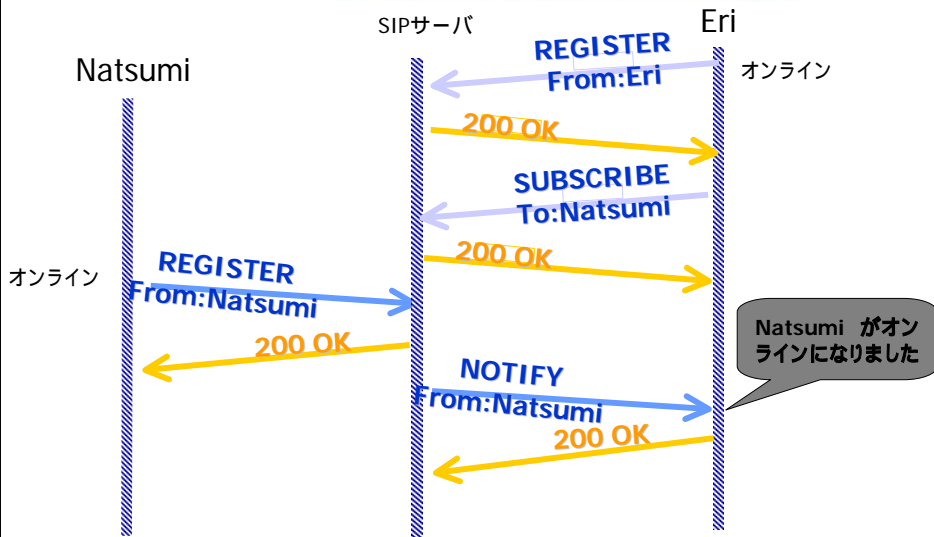 SIPサーバ
Eri
Natsumi
REGISTER
From:Eri
オンライン
200 OK
SUBSCRIBE
To:Natsumi
200 OK
オンライン
REGISTER
From:Natsumi
200 OK
Natsumi がオン
ラインになりました
NOTIFY
From:Natsumi
200 OK